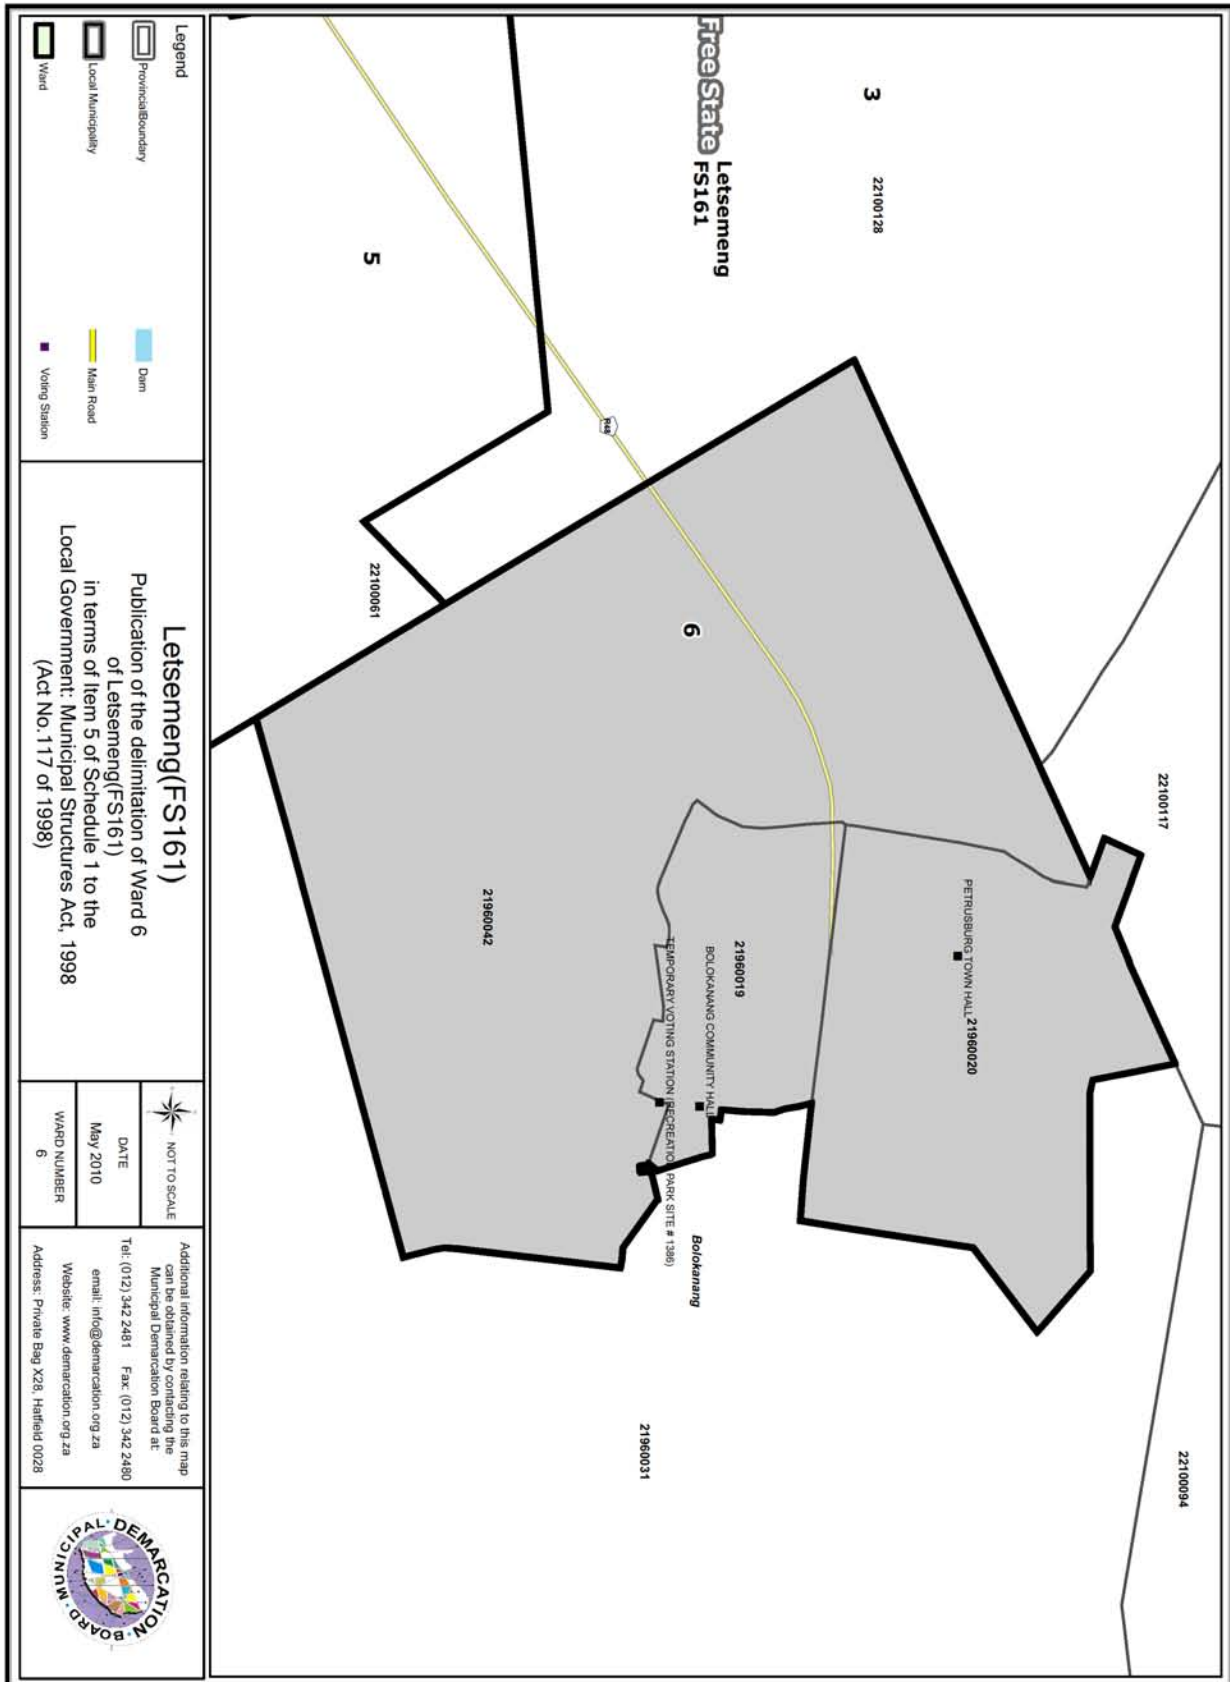 3
22100128
Free State
Letsemeng
FS161
22100117
22100094
PETRUSBURG TOWN HALL
21960020
R48
6
5
22100061
21960019
BOLOKANANG COMMUNITY HALL
TEMPORARY VOTING STATION (RECREATION PARK SITE # 1386)
Bolokanang
21960042
21960031
Legend
ProvincialBoundary
Local Municipality
Ward
Dam
Main Road
Voting Station
Letsemeng(FS161)
Publication of the delimitation of Ward 6
of Letsemeng(FS161)
in terms of Item 5 of Schedule 1 to the
Local Government: Municipal Structures Act, 1998
(Act No.117 of 1998)
NOT TO SCALE
DATE
May 2010
WARD NUMBER
6
Additional information relating to this map
can be obtained by contacting the
Municipal Demarcation Board at:
Tel: (012) 342 2481 Fax: (012) 342 2480
email: info@demarcation.org.za
Website: www.demarcation.org.za
Address: Private Bag X28, Hatfield 0028
MUNICIPAL DEMARCATION BOARD